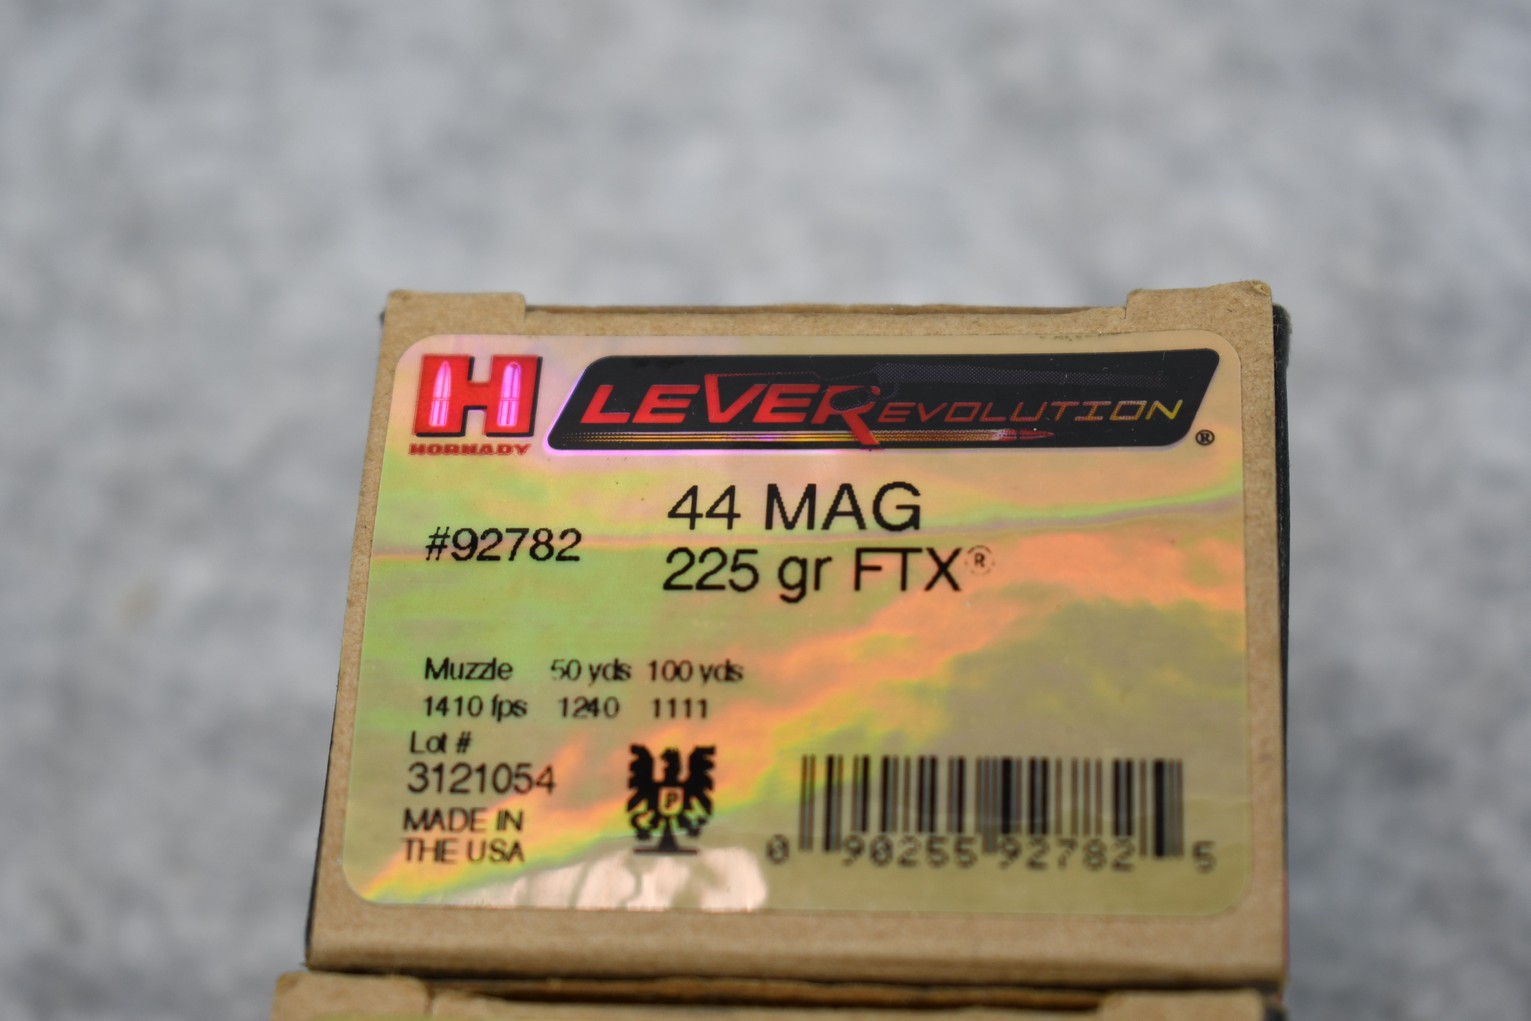 H
HORNADY
LEVEREVOLUTION®
44 MAG
#92782
225 gr FTX®
Muzzle 50 yds 100 yds
1410 fps 1240 1111
Lot #
3121054
MADE IN
THE USA
P
0 90255 92782 5